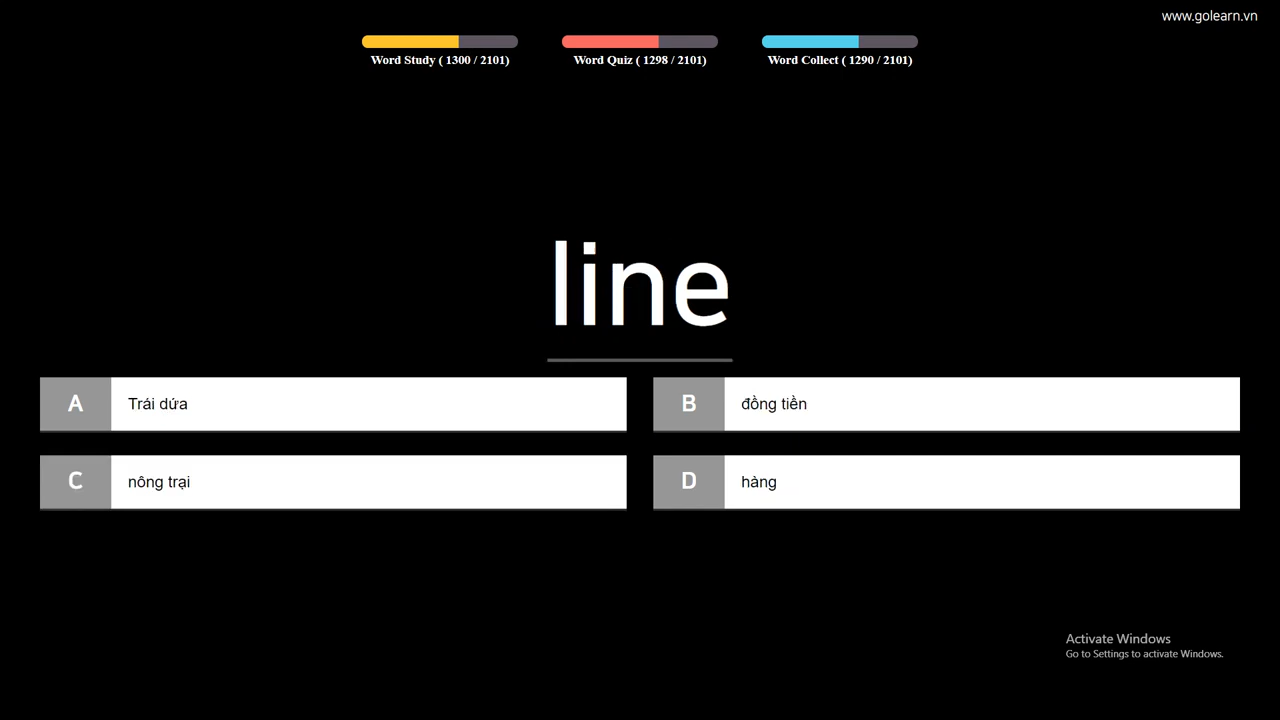 www.golearn.vn
Word Study ( 1300 / 2101)
Word Quiz ( 1298 / 2101)
Word Collect ( 1290 / 2101)
line
A Trái dứa
B đồng tiền
C nông trại
D hàng
Activate Windows
Go to Settings to activate Windows.